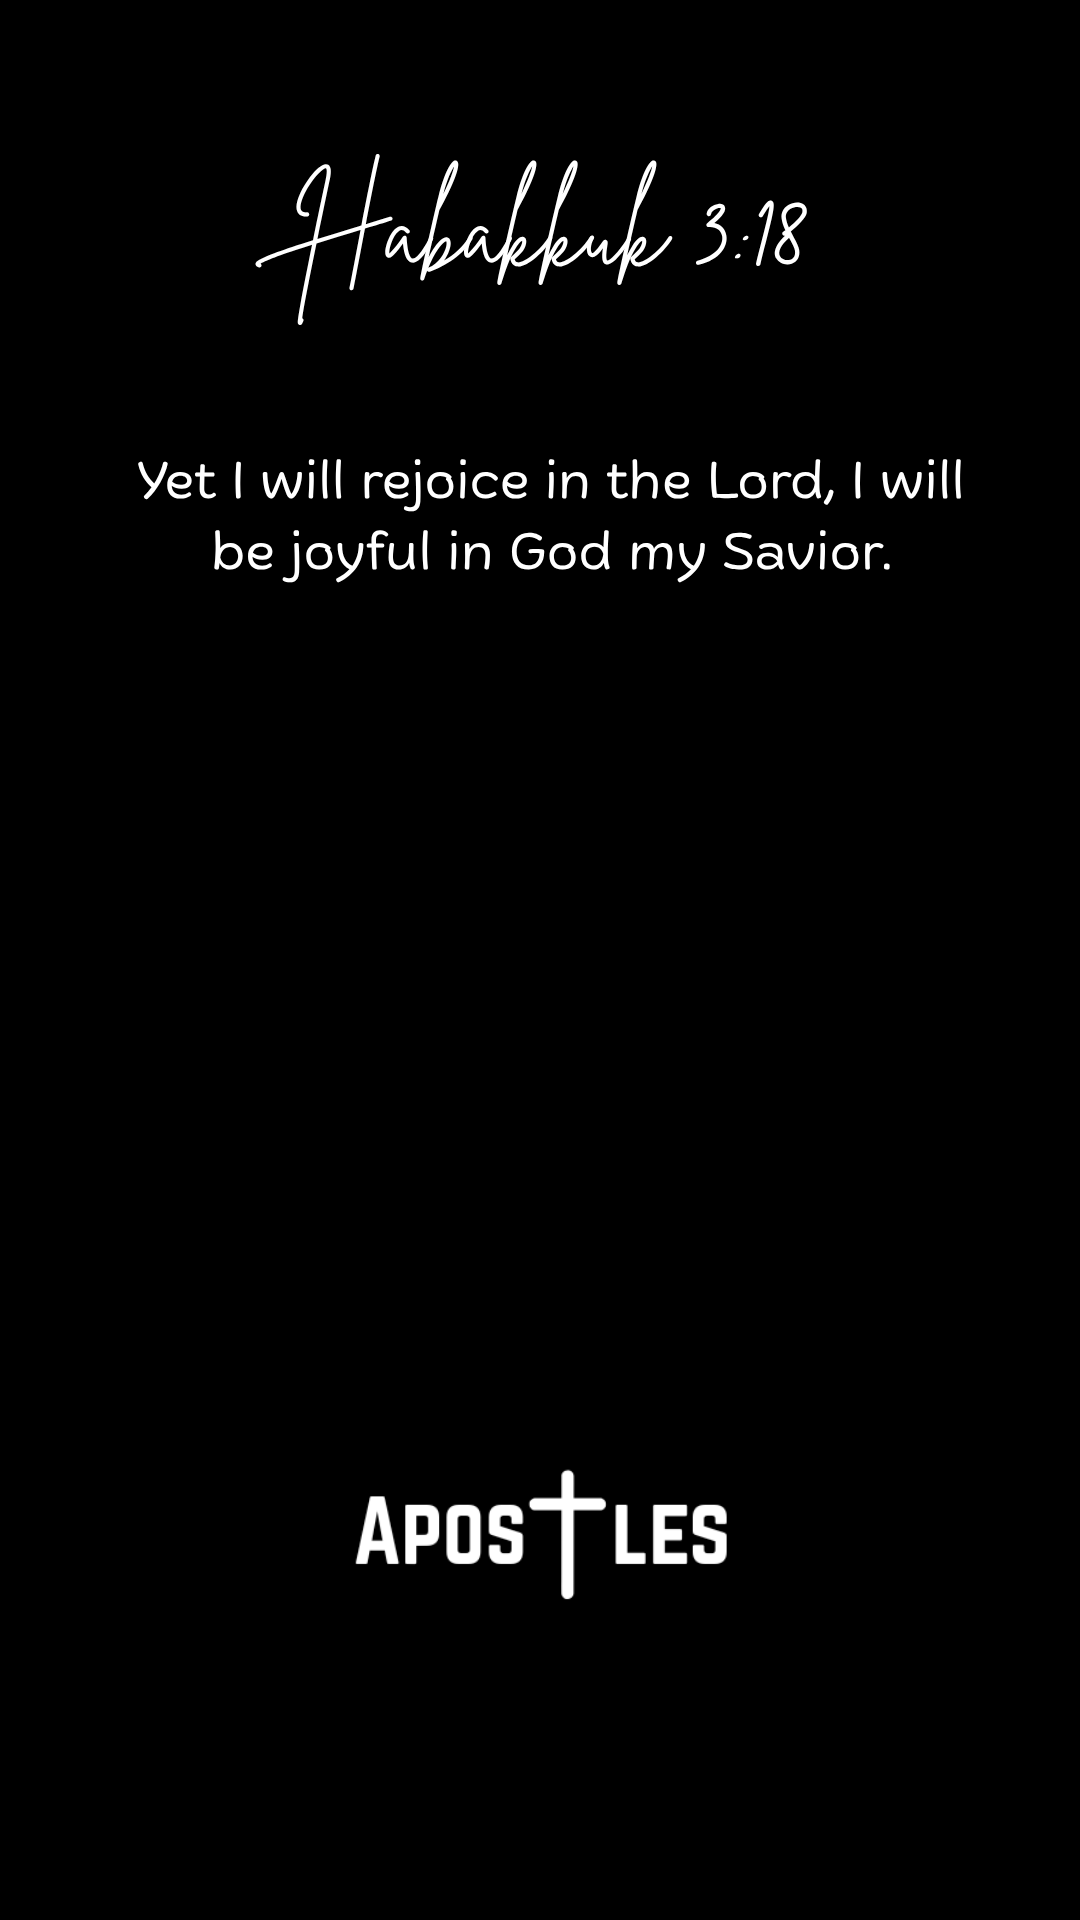 Habakkuk 3:18
Yet I will rejoice in the Lord, I will
be joyful in God my Savior.
APOSTLES